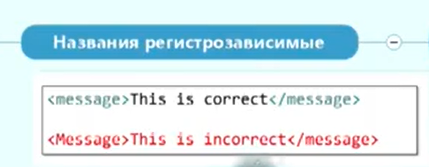 Названия регистрозависимые
<message>This is correct</message>
<Message>This is incorrect</message>